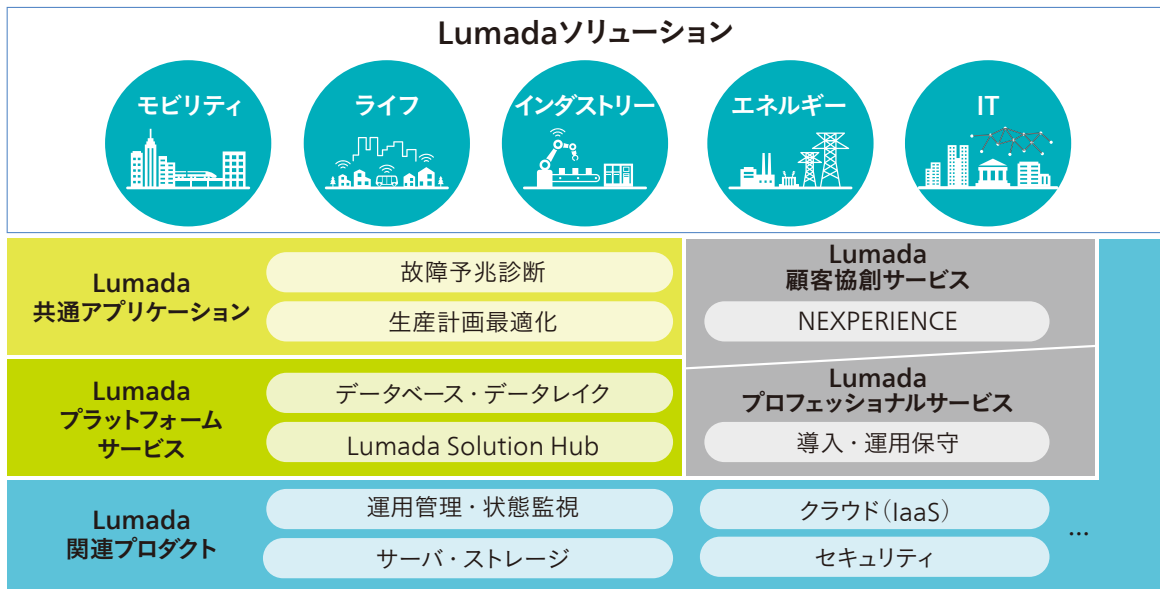 Lumadaソリューション
モビリティ
ライフ
インダストリー
エネルギー
IT
Lumada
共通アプリケーション
故障予兆診断
生産計画最適化
Lumada
顧客協創サービス
NEXPERIENCE
Lumada
プラットフォーム
サービス
データベース・データレイク
Lumada Solution Hub
Lumada
プロフェッショナルサービス
導入・運用保守
Lumada
関連プロダクト
運用管理・状態監視
サーバ・ストレージ
クラウド(IaaS)
セキュリティ
…